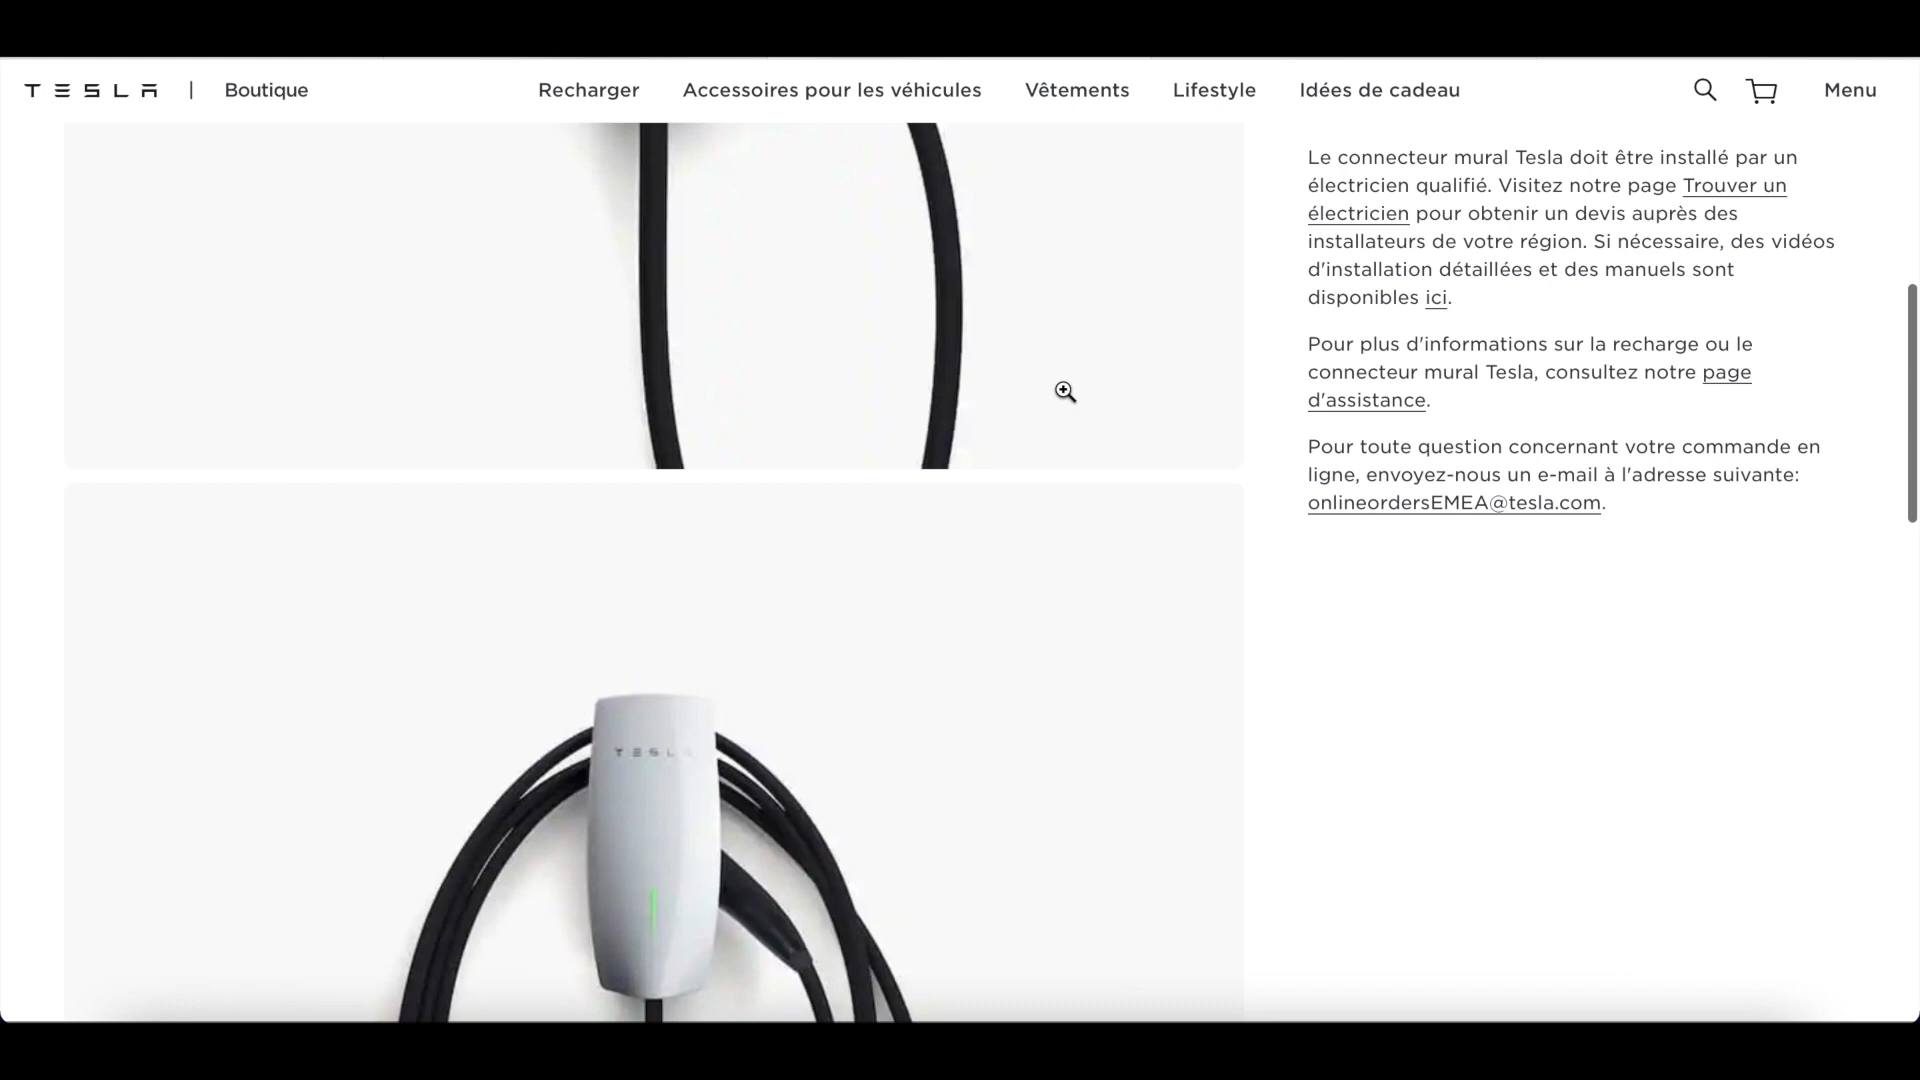 TESLA | Boutique Recharger Accessoires pour les véhicules Vêtements Lifestyle Idées de cadeau Menu
Le connecteur mural Tesla doit être installé par un
électricien qualifié. Visitez notre page Trouver un
électricien pour obtenir un devis auprès des
installateurs de votre région. Si nécessaire, des vidéos
d'installation détaillées et des manuels sont
disponibles ici.
Pour plus d'informations sur la recharge ou le
connecteur mural Tesla, consultez notre page
d'assistance.
Pour toute question concernant votre commande en
ligne, envoyez-nous un e-mail à l'adresse suivante:
onlineordersEMEA@tesla.com.
TESLA